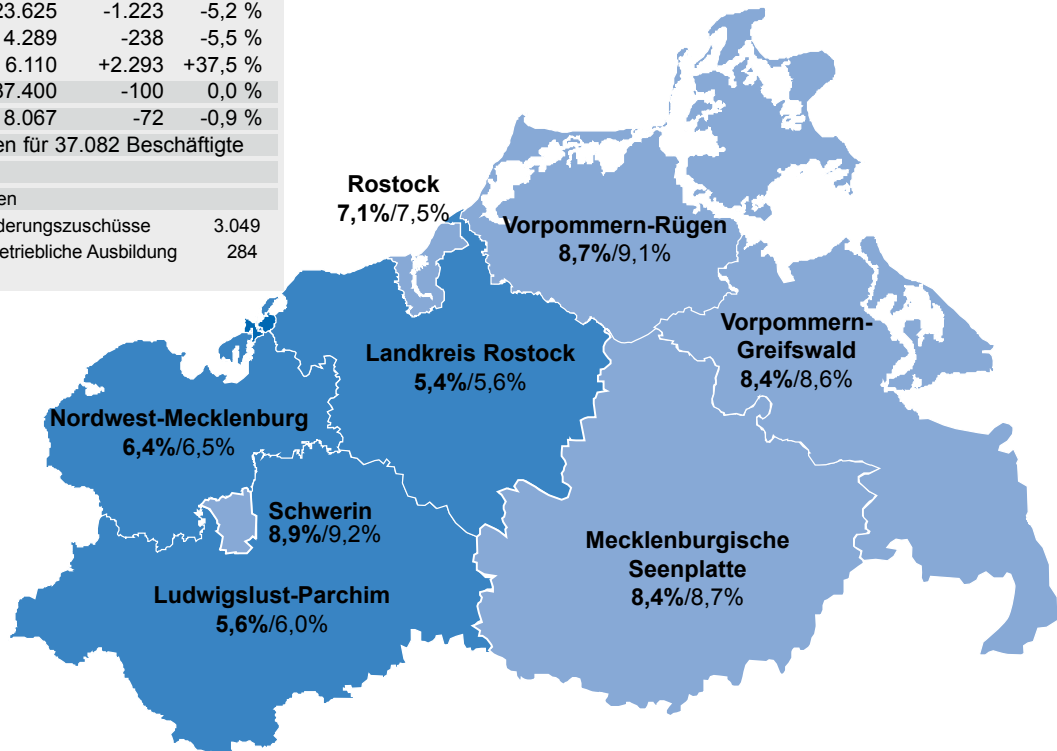 23.625 -1.223 -5,2 %
4.289 -238 -5,5 %
6.110 +2.293 +37,5 %
37.400 -100 0,0 %
8.067 -72 -0,9 %
für 37.082 Beschäftigte
3.049
etriebliche Ausbildung 284
Rostock
7,1%/7,5%
Vorpommern-Rügen
8,7%/9,1%
Vorpommern-
Greifswald
8,4%/8,6%
Landkreis Rostock
5,4%/5,6%
Nordwest-Mecklenburg
6,4%/6,5%
Schwerin
8,9%/9,2%
Mecklenburgische
Seenplatte
8,4%/8,7%
Ludwigslust-Parchim
5,6%/6,0%